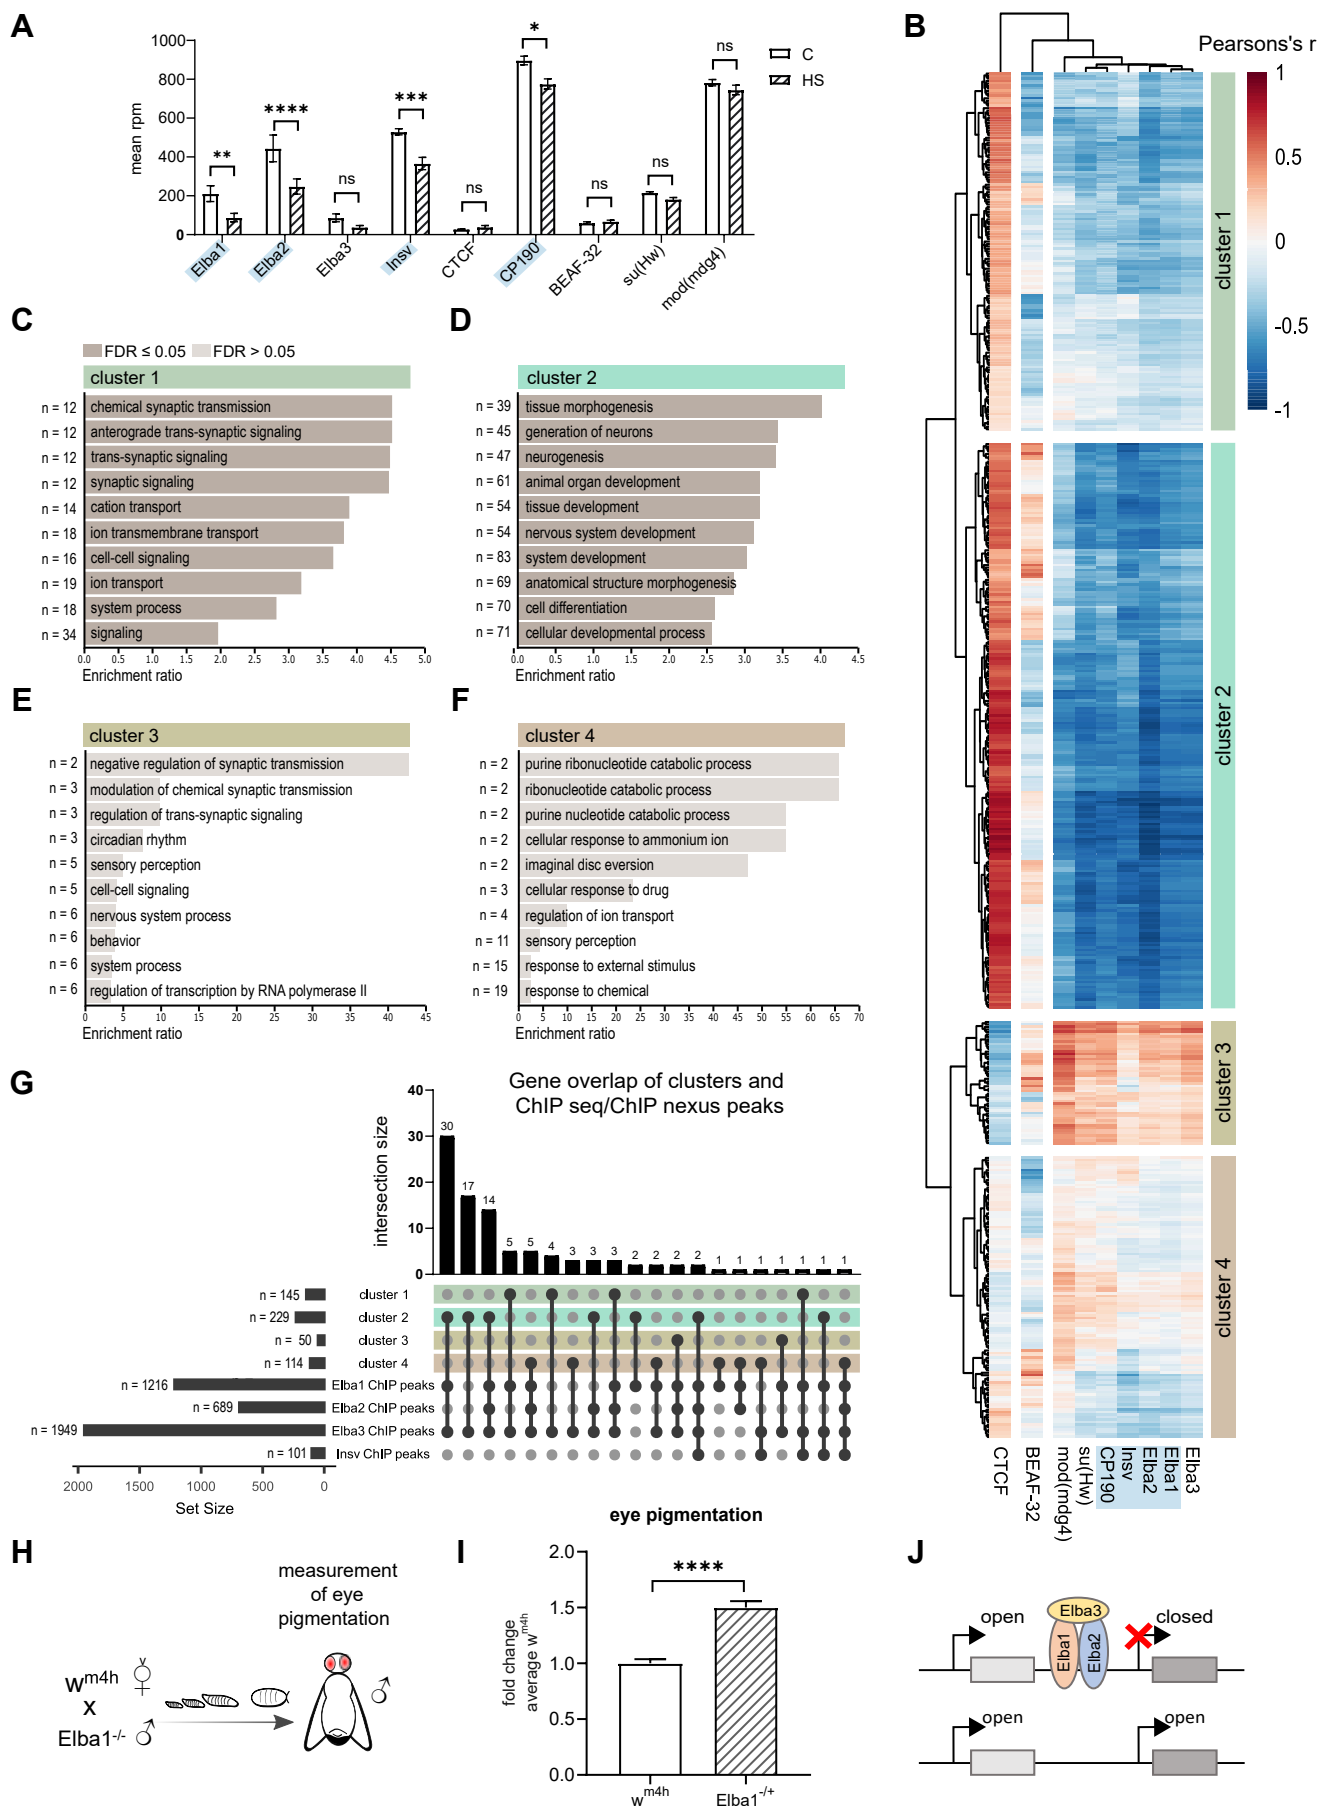 A
mean rpm
1000
800
600
400
200
0
**
****
ns
***
ns
*
ns
ns
ns
C
HS
Elba1
Elba2
Elba3
Insv
CTCF
CP190
BEAF-32
su(Hw)
mod(mdg4)
B
Pearsons's r
1
0.5
0
-0.5
-1
cluster 1
cluster 2
cluster 3
cluster 4
CTCF
BEAF-32
mod(mdg4)
su(Hw)
CP190
Insv
Elba2
Elba1
Elba3
C
FDR ≤ 0.05
FDR > 0.05
cluster 1
n = 12 chemical synaptic transmission
n = 12 anterograde trans-synaptic signaling
n = 12 trans-synaptic signaling
n = 12 synaptic signaling
n = 14 cation transport
n = 18 ion transmembrane transport
n = 16 cell-cell signaling
n = 19 ion transport
n = 18 system process
n = 34 signaling
0.0 0.5 1.0 1.5 2.0 2.5 3.0 3.5 4.0 4.5 5.0
Enrichment ratio
D
cluster 2
n = 39 tissue morphogenesis
n = 45 generation of neurons
n = 47 neurogenesis
n = 61 animal organ development
n = 54 tissue development
n = 54 nervous system development
n = 83 system development
n = 69 anatomical structure morphogenesis
n = 70 cell differentiation
n = 71 cellular developmental process
0.0 0.5 1.0 1.5 2.0 2.5 3.0 3.5 4.0 4.5
Enrichment ratio
E
cluster 3
n = 2 negative regulation of synaptic transmission
n = 3 modulation of chemical synaptic transmission
n = 3 regulation of trans-synaptic signaling
n = 3 circadian rhythm
n = 5 sensory perception
n = 5 cell-cell signaling
n = 6 nervous system process
n = 6 behavior
n = 6 system process
n = 6 regulation of transcription by RNA polymerase II
0 5 10 15 20 25 30 35 40 45
Enrichment ratio
F
cluster 4
n = 2 purine ribonucleotide catabolic process
n = 2 ribonucleotide catabolic process
n = 2 purine nucleotide catabolic process
n = 2 cellular response to ammonium ion
n = 2 imaginal disc eversion
n = 3 cellular response to drug
n = 4 regulation of ion transport
n = 11 sensory perception
n = 15 response to external stimulus
n = 19 response to chemical
0 5 10 15 20 25 30 35 40 45 50 55 60 65 70
Enrichment ratio
G
Gene overlap of clusters and
ChIP seq/ChIP nexus peaks
intersection size
40
30
20
10
0
30 17 14 5 5 4 3 3 3 2 2 2 2 1 1 1 1 1 1 1
n = 145 cluster 1
n = 229 cluster 2
n = 50 cluster 3
n = 114 cluster 4
n = 1216 Elba1 ChIP peaks
n = 689 Elba2 ChIP peaks
n = 1949 Elba3 ChIP peaks
n = 101 Insv ChIP peaks
2000 1500 1000 500 0
Set Size
H
measurement
of eye
pigmentation
w^m4h ♀
X
Elba1^-/- ♂
♂
I
eye pigmentation
fold change
average w^m4h
2.0
1.5
1.0
0.5
0.0
****
w^m4h
Elba1^-/+
J
open
Elba3
Elba1
Elba2
closed
open
open